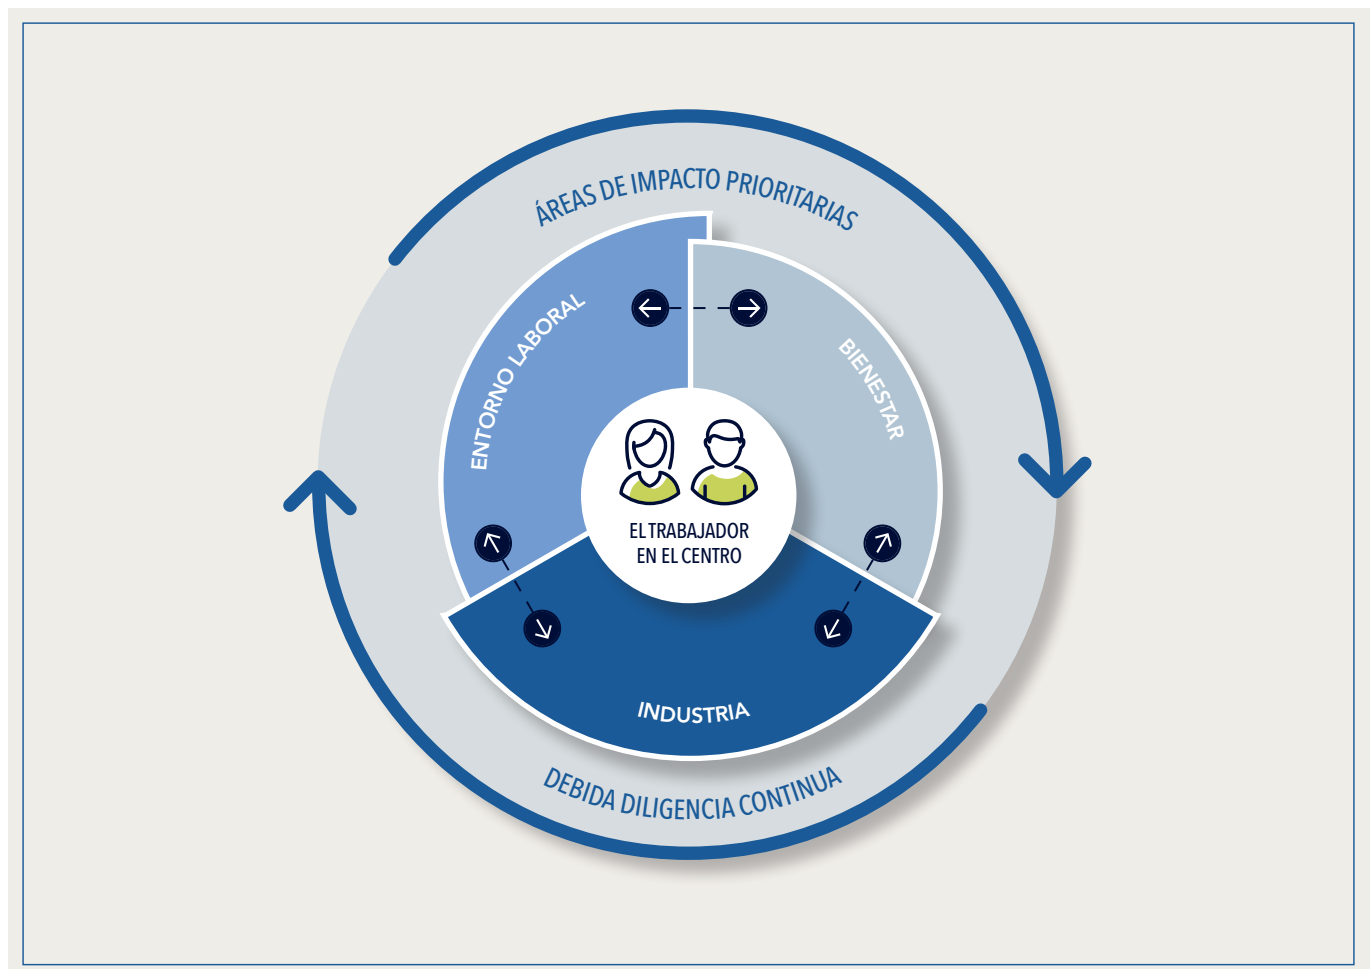 ÁREAS DE IMPACTO PRIORITARIAS
ENTORNO LABORAL
BIENESTAR
EL TRABAJADOR
EN EL CENTRO
INDUSTRIA
DEBIDA DILIGENCIA CONTINUA